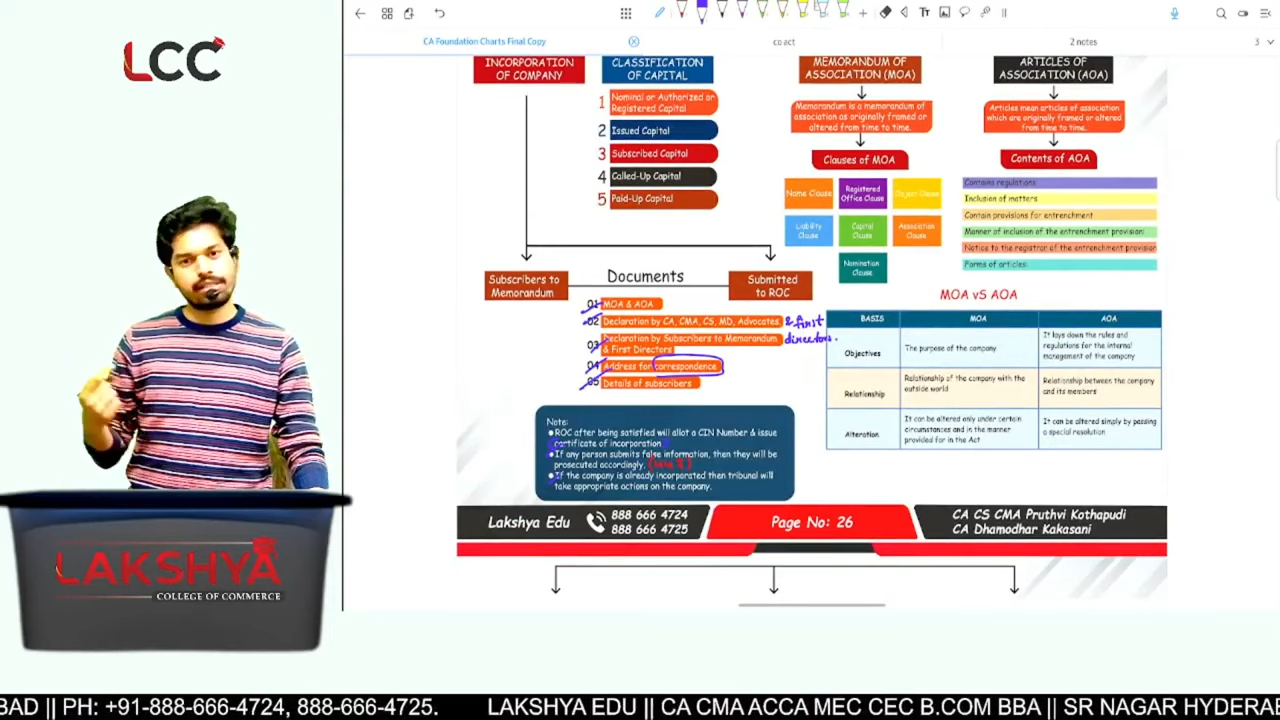 LCC
CA Foundation Charts Final Copy
co act
2 notes
3
Tт
INCORPORATION
OF COMPANY
CLASSIFICATION
OF CAPITAL
1 Nominal or Authorized or
Registered Capital
2 Issued Capital
3 Subscribed Capital
4 Called-Up Capital
5 Paid-Up Capital
MEMORANDUM OF
ASSOCIATION (MOA)
Memorandum is a memorandum of
association as originally framed or
altered from time to time.
Clauses of MOA
Name Clause
Registered
Office Clause
Object Clause
Liability
Clause
Capital
Clause
Association
Clause
Nomination
Clause
ARTICLES OF
ASSOCIATION (AOA)
Articles mean articles of association
which are originally framed or altered
from time to time.
Contents of AOA
Contains regulations
Inclusion of matters
Contain provisions for entrenchment
Manner of inclusion of the entrenchment provision:
Notice to the registrar of the entrenchment provision
Forms of articles:
Subscribers to
Memorandum
Documents
Submitted
to ROC
01 MOA & AOA
02 Declaration by CA, CMA, CS, MD, Advocates. & first
directors.
03 Declaration by Subscribers to Memorandum
& First Directors
04 Address for correspondence
05 Details of subscribers
Note:
●ROC after being satisfied will allot a CIN Number & issue
certificate of incorporation
●If any person submits false information, then they will be
prosecuted accordingly,
●If the company is already incorporated then tribunal will
take appropriate actions on the company.
MOA vS AOA
BASIS MOA AOA
Objectives
The purpose of the company
It lays down the rules and
regulations for the internal
management of the company
Relationship
Relationship of the company with the
outside world
Relationship between the company
and its members
Alteration
It can be altered only under certain
circumstances and in the manner
provided for in the Act
It can be altered simply by passing
a special resolution
Lakshya Edu
888 666 4724
888 666 4725
Page No: 26
CA CS CMA Pruthvi Kothapudi
CA Dhamodhar Kakasani
LAKSHYA
COLLEGE OF COMMERCE
BAD || PH: +91-888-666-4724, 888-666-4725. LAKSHYA EDU || CA CMA ACCA MEC CEC B.COM BBA || SR NAGAR HYDERA